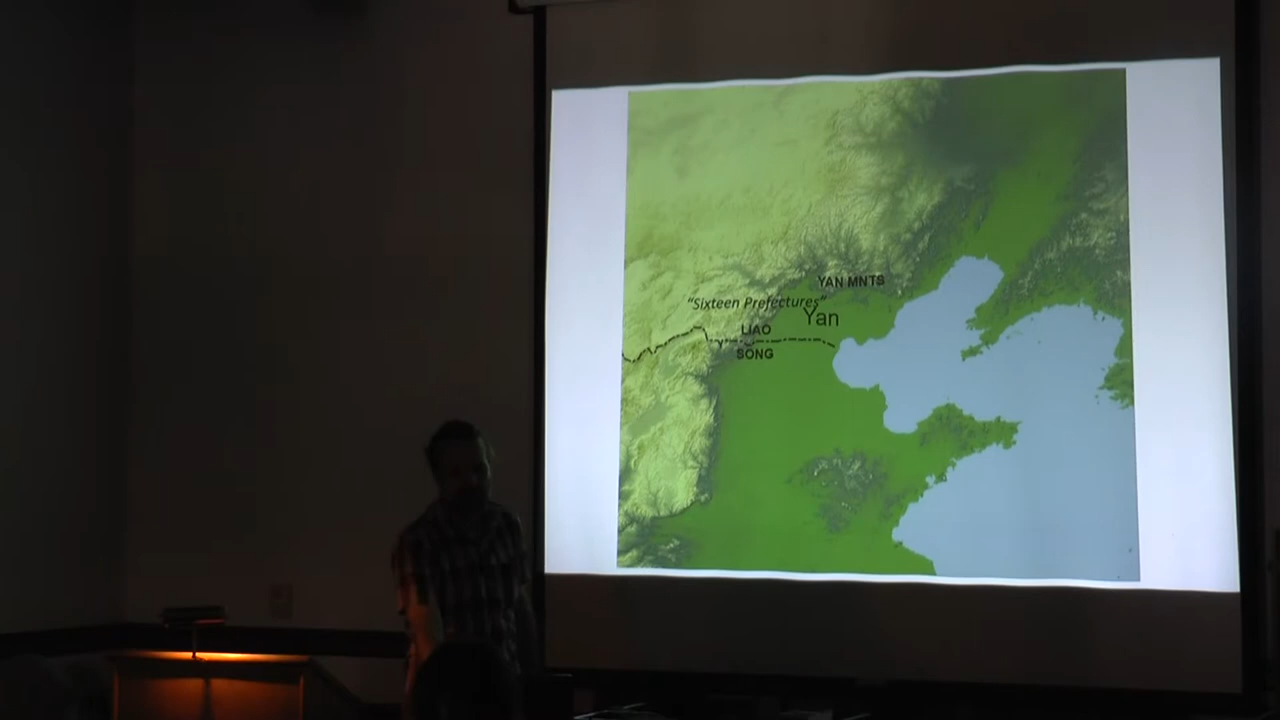 YAN MNTS
“Sixteen Prefectures”
Yan
LIAO
SONG